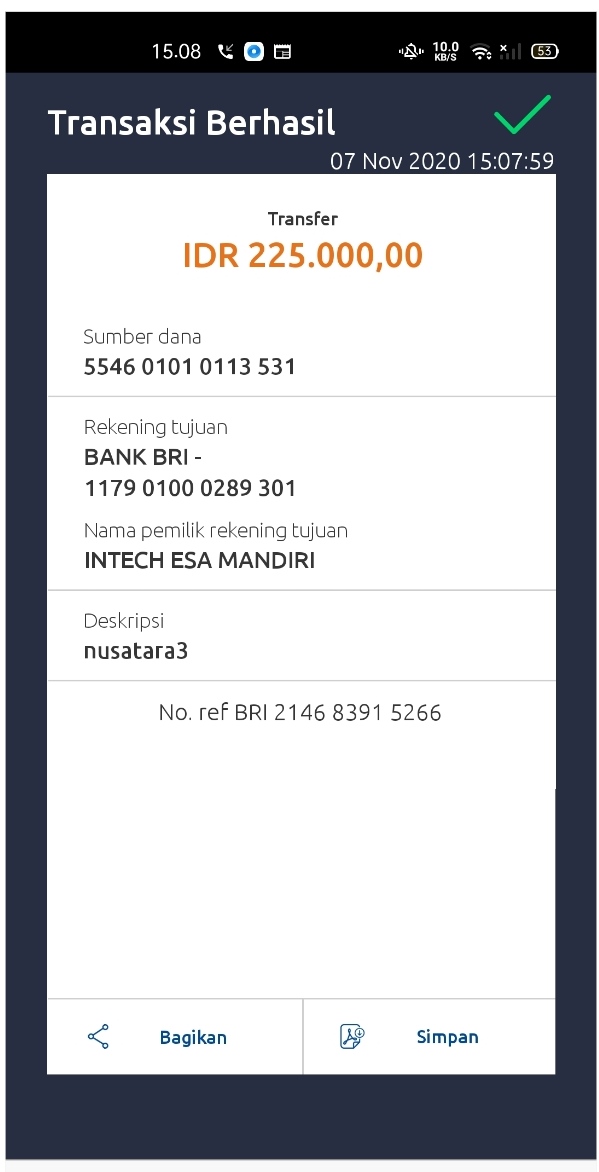 15.08
10.0
KB/S
53
Transaksi Berhasil
07 Nov 2020 15:07:59
Transfer
IDR 225.000,00
Sumber dana
5546 0101 0113 531
Rekening tujuan
BANK BRI -
1179 0100 0289 301
Nama pemilik rekening tujuan
INTECH ESA MANDIRI
Deskripsi
nusatara3
No. ref BRI 2146 8391 5266
Bagikan
Simpan